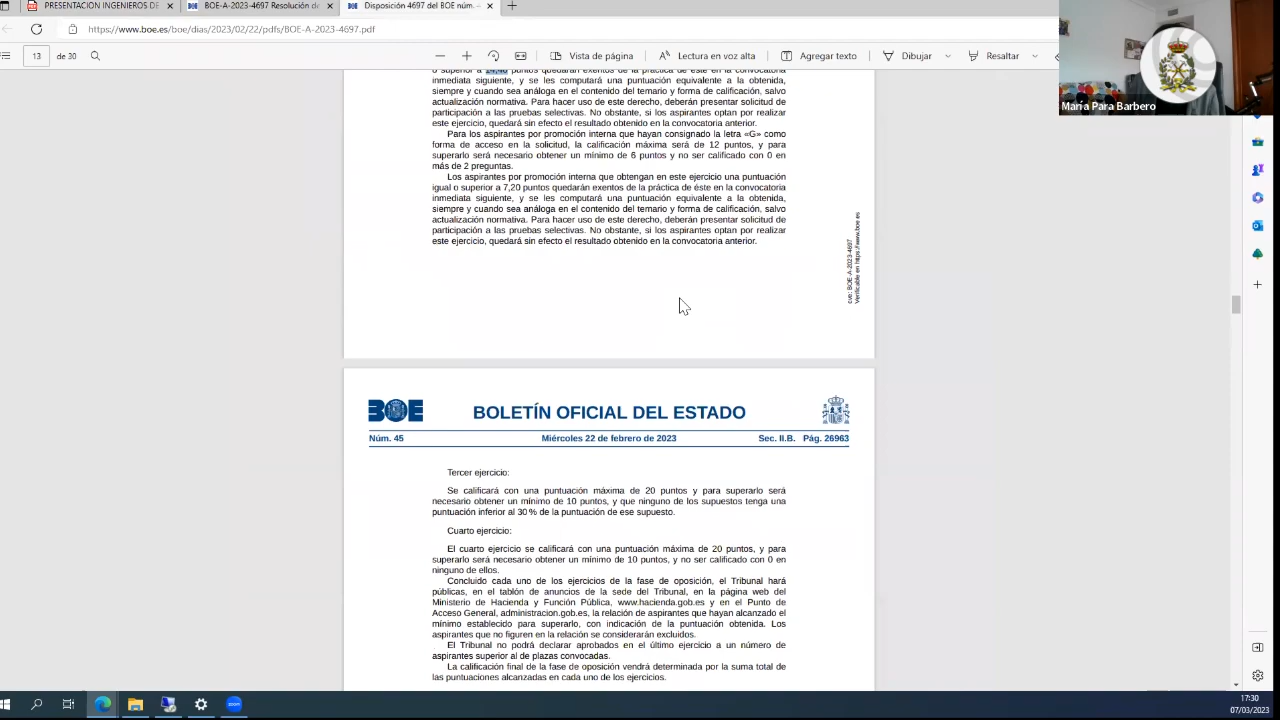 PRESENTACION INGENIEROS DE
BOE-A-2023-4697 Resolución de
Disposición 4697 del BOE núm.
https://www.boe.es/boe/dias/2023/02/22/pdfs/BOE-A-2023-4697.pdf
13 de 30
Vista de página
Lectura en voz alta
Agregar texto
Dibujar
Resaltar
María Para Barbero
o superior a 14,40 puntos quedarán exentos de la práctica de éste en la convocatoria
inmediata siguiente, y se les computará una puntuación equivalente a la obtenida,
siempre y cuando sea análoga en el contenido del temario y forma de calificación, salvo
actualización normativa. Para hacer uso de este derecho, deberán presentar solicitud de
participación a las pruebas selectivas. No obstante, si los aspirantes optan por realizar
este ejercicio, quedará sin efecto el resultado obtenido en la convocatoria anterior.
Para los aspirantes por promoción interna que hayan consignado la letra «G» como
forma de acceso en la solicitud, la calificación máxima será de 12 puntos, y para
superarlo será necesario obtener un mínimo de 6 puntos y no ser calificado con 0 en
más de 2 preguntas.
Los aspirantes por promoción interna que obtengan en este ejercicio una puntuación
igual o superior a 7,20 puntos quedarán exentos de la práctica de éste en la convocatoria
inmediata siguiente, y se les computará una puntuación equivalente a la obtenida,
siempre y cuando sea análoga en el contenido del temario y forma de calificación, salvo
actualización normativa. Para hacer uso de este derecho, deberán presentar solicitud de
participación a las pruebas selectivas. No obstante, si los aspirantes optan por realizar
este ejercicio, quedará sin efecto el resultado obtenido en la convocatoria anterior.
cve: BOE-A-2023-4697
Verificable en https://www.boe.es
BOE
BOLETÍN OFICIAL DEL ESTADO
Núm. 45
Miércoles 22 de febrero de 2023
Sec. II.B. Pág. 26963
Tercer ejercicio:
Se calificará con una puntuación máxima de 20 puntos y para superarlo será
necesario obtener un mínimo de 10 puntos, y que ninguno de los supuestos tenga una
puntuación inferior al 30 % de la puntuación de ese supuesto.
Cuarto ejercicio:
El cuarto ejercicio se calificará con una puntuación máxima de 20 puntos, y para
superarlo será necesario obtener un mínimo de 10 puntos, y no ser calificado con 0 en
ninguno de ellos.
Concluido cada uno de los ejercicios de la fase de oposición, el Tribunal hará
públicas, en el tablón de anuncios de la sede del Tribunal, en la página web del
Ministerio de Hacienda y Función Pública, www.hacienda.gob.es y en el Punto de
Acceso General, administracion.gob.es, la relación de aspirantes que hayan alcanzado el
mínimo establecido para superarlo, con indicación de la puntuación obtenida. Los
aspirantes que no figuren en la relación se considerarán excluidos.
El Tribunal no podrá declarar aprobados en el último ejercicio a un número de
aspirantes superior al de plazas convocadas.
La calificación final de la fase de oposición vendrá determinada por la suma total de
las puntuaciones alcanzadas en cada uno de los ejercicios.
zoom
17:30
07/03/2023